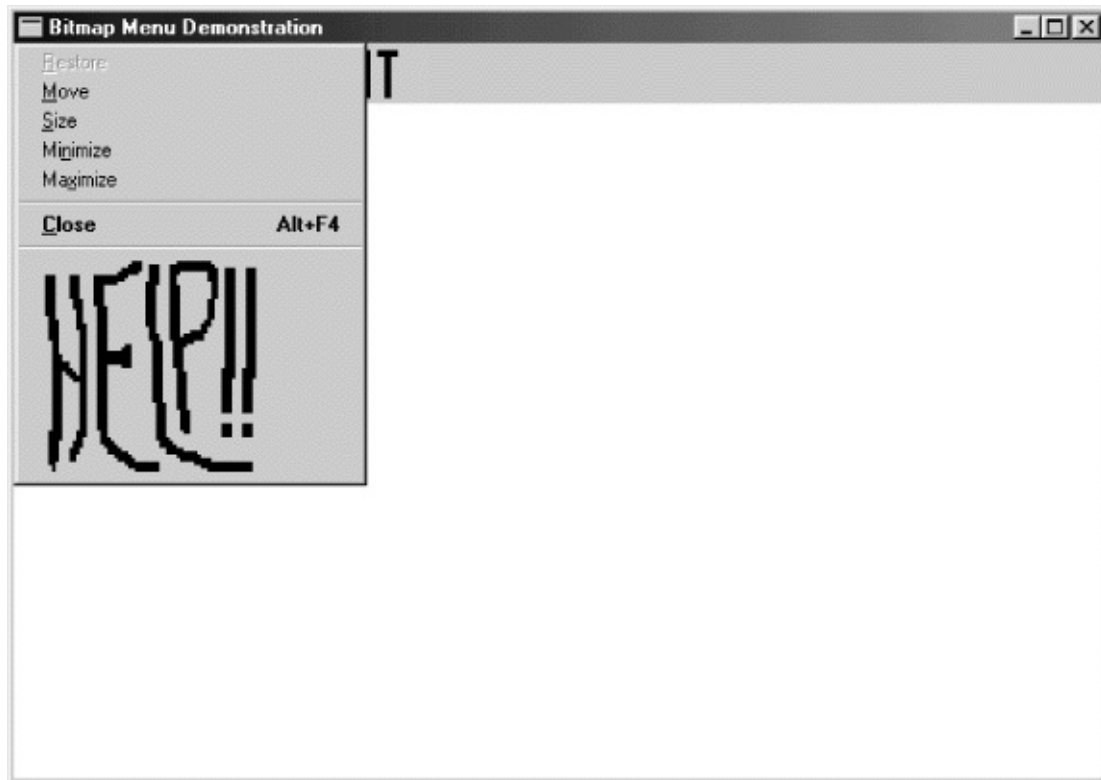 Bitmap Menu Demonstration
Restore
Move
Size
Minimize
Maximize
Close Alt+F4
HELP!!